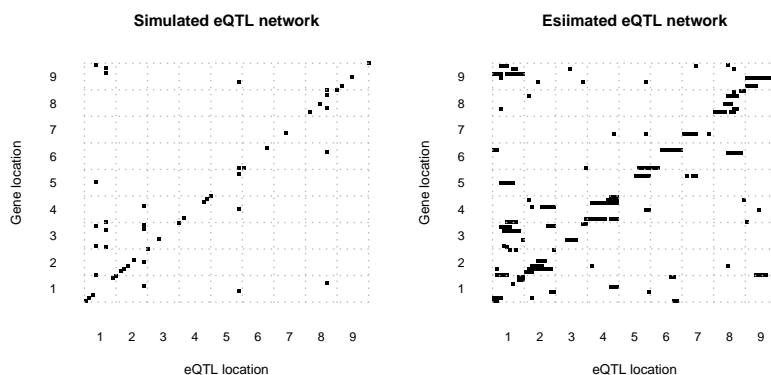 Simulated eQTL network
Gene location
9
8
7
6
5
4
3
2
1
1 2 3 4 5 6 7 8 9
eQTL location
Esiimated eQTL network
Gene location
9
8
7
6
5
4
3
2
1
1 2 3 4 5 6 7 8 9
eQTL location